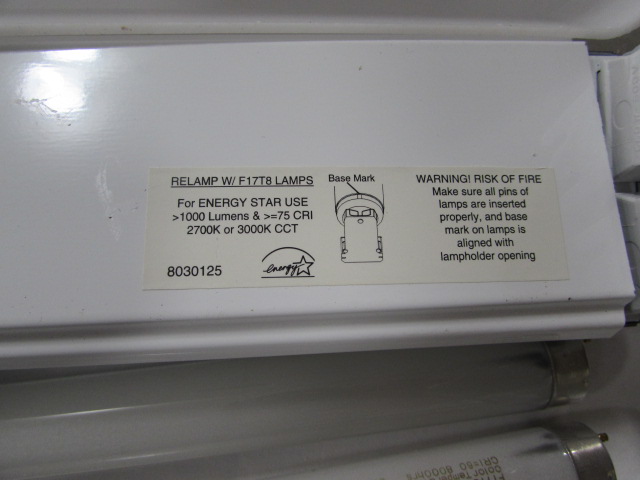 RELAMP W/ F17T8 LAMPS
For ENERGY STAR USE
>1000 Lumens & >=75 CRI
2700K or 3000K CCT
8030125
energy
Base Mark
WARNING! RISK OF FIRE
Make sure all pins of
lamps are inserted
properly, and base
mark on lamps is
aligned with
lampholder opening